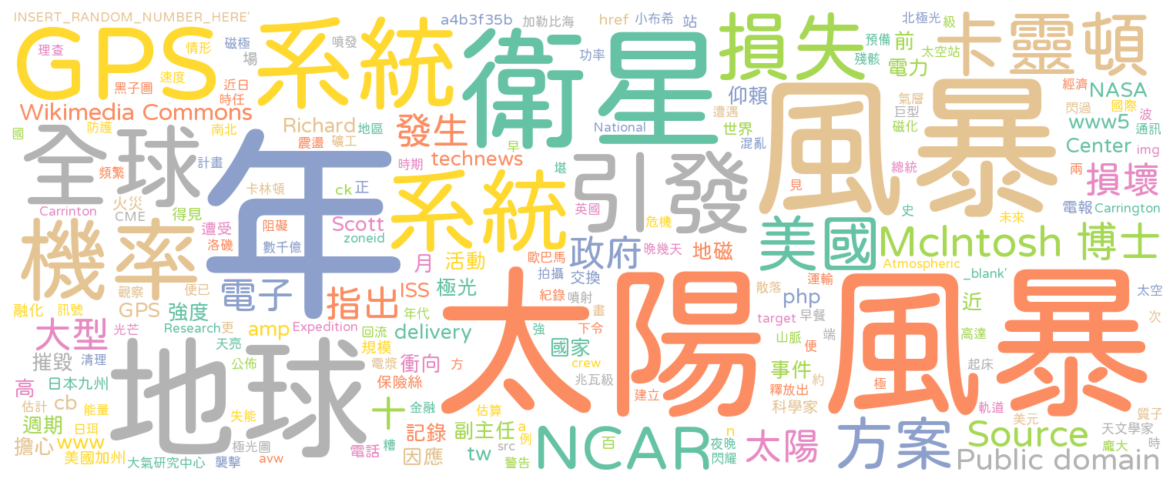 INSERT_RANDOM_NUMBER_HERE'
a4b3f35b
加勒比海
href
小布希
站
北極光
級
理查
GPS
情形
磁極
場
噴發
系統
衛星
功率
損失
預備
殘骸
前
太空站
電力
卡靈頓
黑子圖
速度
近日
時任
Wikimedia Commons
Richard
地區
發生
National
遭遇
仰賴
世界
混亂
氣層
巨型
磁化
經濟
閃過
國際
NASA
波
通訊
www5
國
防護
南北
震盪
礦工
technews
早
風暴
Center
img
全球
頻繁
計畫
年
時期
堪
引發
見
總統
兩
損壞
卡林頓
ck
正
系統
英國
危機
史
未來
電報
Carrington
Carrinton
火災
CME
得見
遭受
洛磯
阻礙
數千億
Scott
zoneid
政府
晚幾天
地磁
美國
McIntosh
博士
機率
觀察
便已
電子
月
活動
歐巴馬
拍攝
交換
Atmospheric
_blank'
融化
訊號
GPS
強度
指出
ISS
極光
紀錄
噴射
畫
散落
運輸
php
近
太空
大型
光芒
Research
更
Expedition
amp
回流
年代
delivery
強
下令
target
早餐
次
天亮
規模
太陽
風暴
山脈
端
高達
摧毀
清理
公佈
電漿
衝向
方
國家
crew
便
事件
起床
高
日本九州
地球
保險絲
兆瓦級
建立
釋放出
約
極
估計
能量
cb
十
金融
估算
科學家
軌道
美元
質子
週期
日珥
失能
記錄
副主任
a
例
n
天文學家
擔心
www
極光圖
電話
糟
因應
tw
src
NCAR
百
夜晚
閃耀
太陽
方案
Source
龐大
時
美國加州
大氣研究中心
襲擊
avw
警告
Public domain